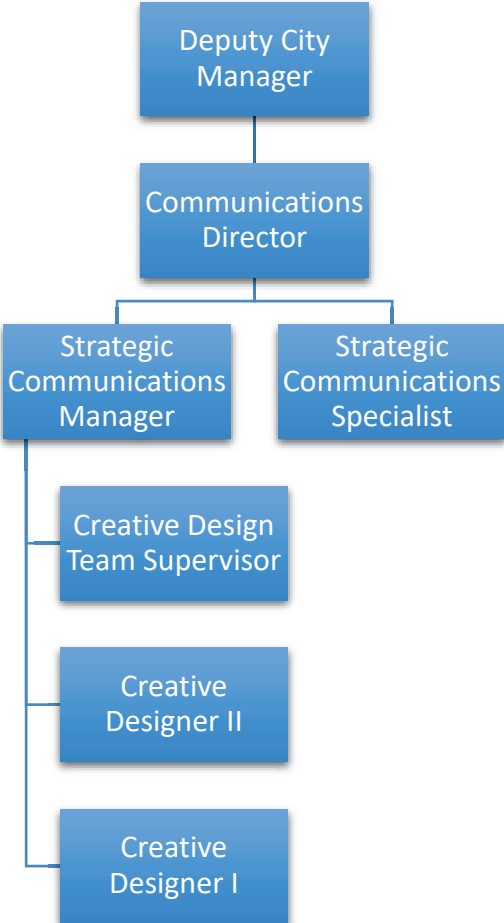 Deputy City
Manager
Communications
Director
Strategic
Communications
Manager
Strategic
Communications
Specialist
Creative Design
Team Supervisor
Creative
Designer II
Creative
Designer I